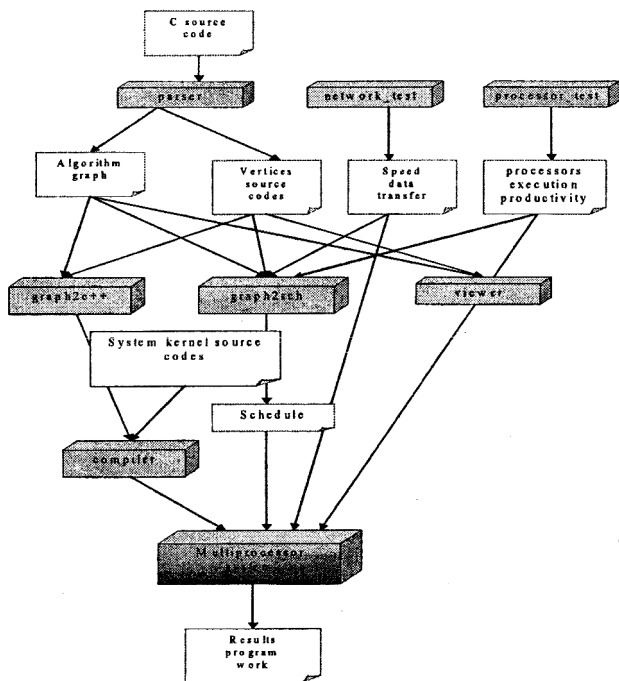 C source
code
parser
network_test
processor_test
Algorithm
graph
Vertices
source
codes
Speed
data
transfer
processors
execution
productivity
graph2c++
graph2sch
viewer
System kernel source
codes
Schedule
compiler
Multiprocessor
Results
program
work